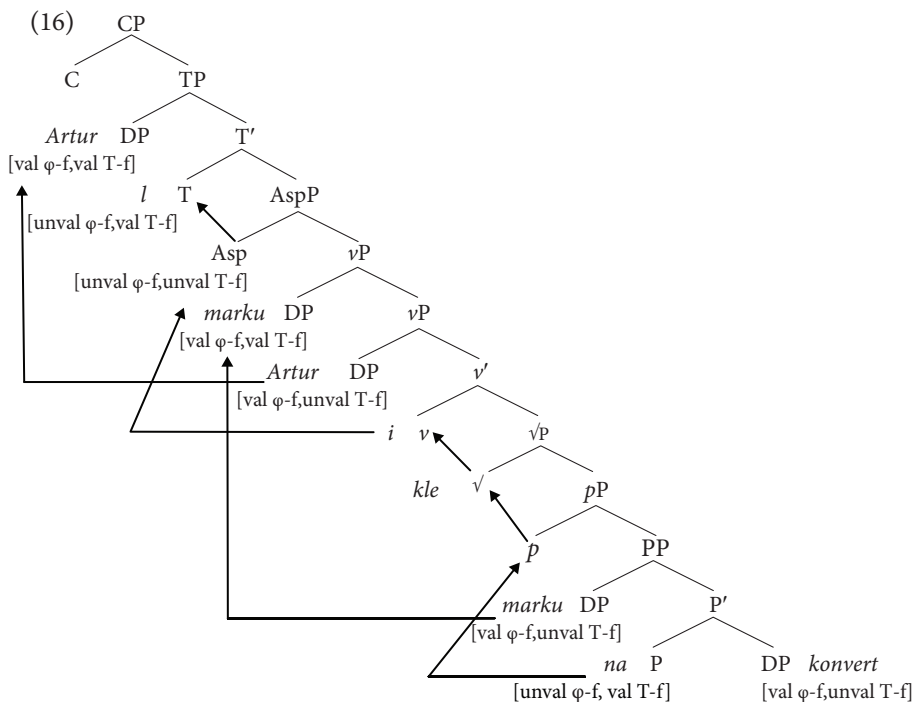 (16) CP
C TP
Artur DP T′
[val φ-f,val T-f]
l T AspP
[unval φ-f,val T-f]
Asp vP
[unval φ-f,unval T-f]
marku DP vP
[val φ-f,val T-f]
Artur DP v′
[val φ-f,unval T-f]
i v √P
kle √ pP
p PP
marku DP P′
[val φ-f,unval T-f]
na P DP konvert
[unval φ-f, val T-f] [val φ-f,unval T-f]